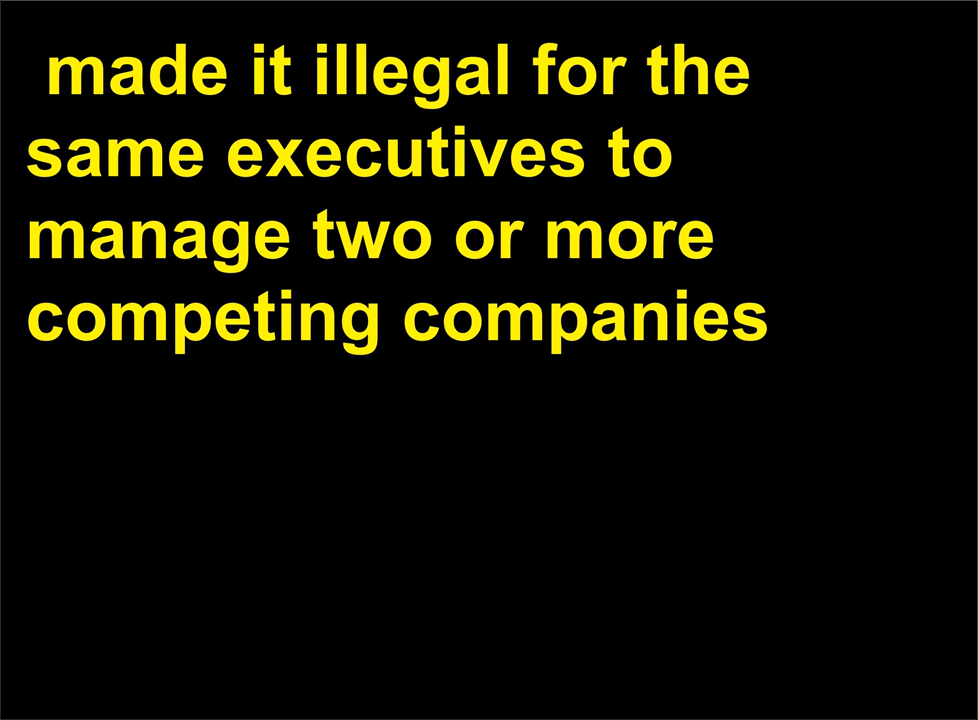 made it illegal for the
same executives to
manage two or more
competing companies